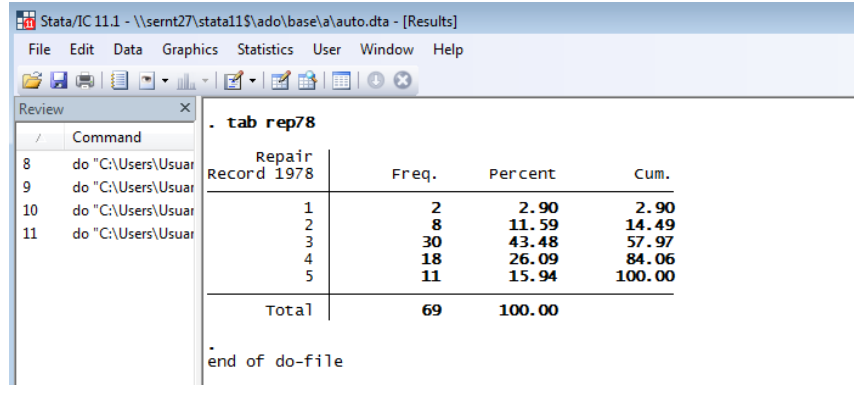 Stata/IC 11.1 - \\sernt27\stata11$\ado\base\a\auto.dta - [Results]
File Edit Data Graphics Statistics User Window Help
Review
Command
8 do "C:\Users\Usuar
9 do "C:\Users\Usuar
10 do "C:\Users\Usuar
11 do "C:\Users\Usuar
. tab rep78
Repair
Record 1978 Freq. Percent Cum.
1 2 2.90 2.90
2 8 11.59 14.49
3 30 43.48 57.97
4 18 26.09 84.06
5 11 15.94 100.00
Total 69 100.00
.
end of do-file